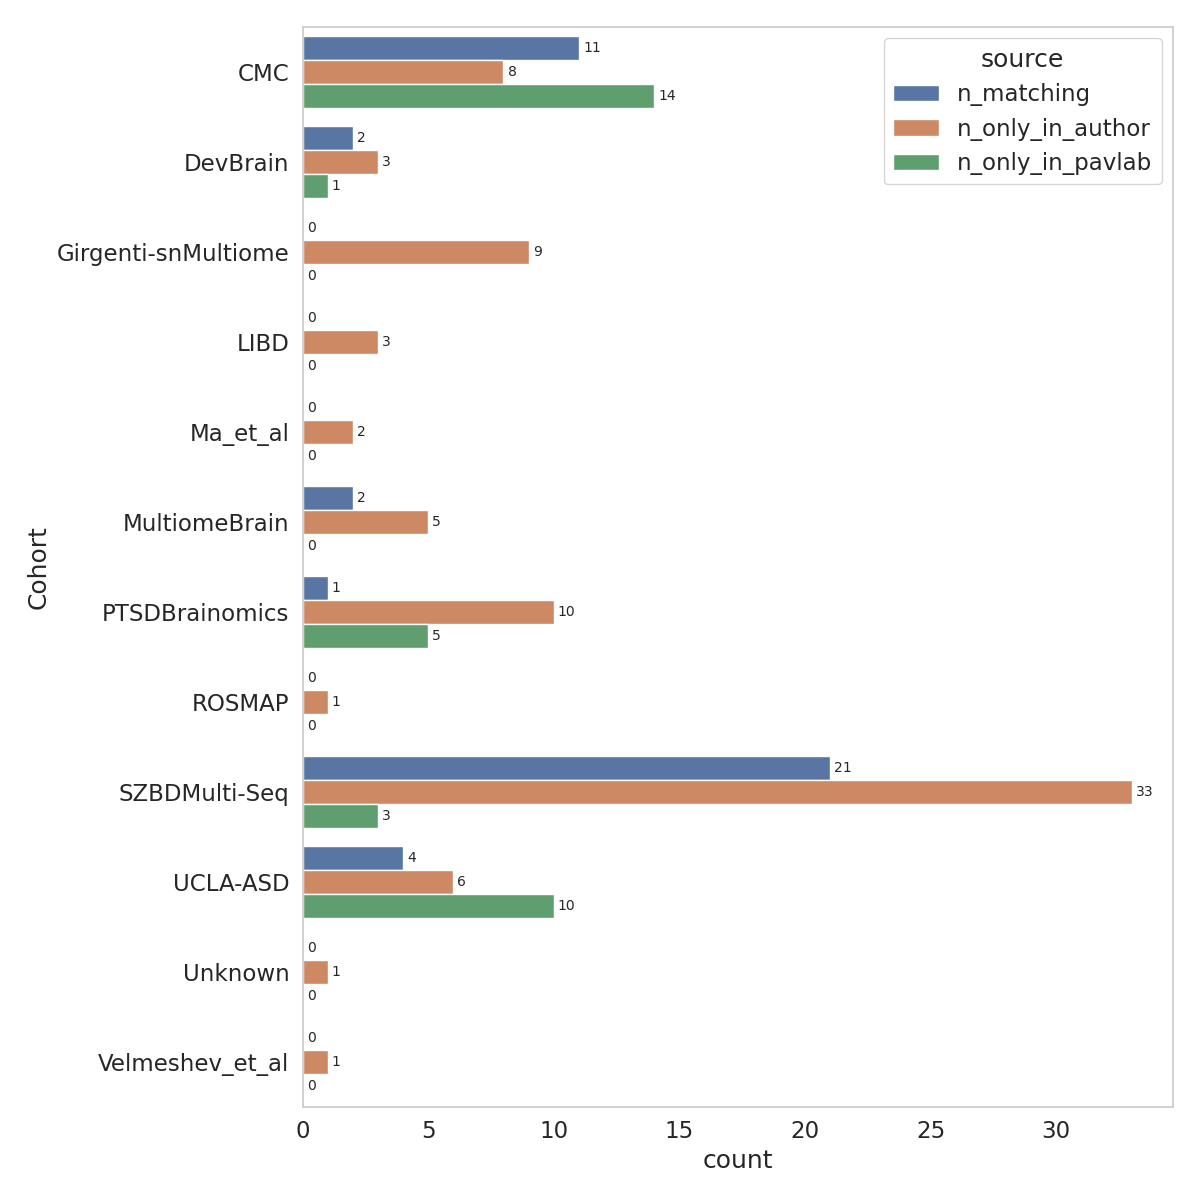 source
n_matching
n_only_in_author
n_only_in_pavlab
Cohort
CMC
11
8
14
DevBrain
2
3
1
Girgenti-snMultiome
0
9
0
LIBD
0
3
0
Ma_et_al
0
2
0
MultiomeBrain
2
5
0
PTSDBrainomics
1
10
5
ROSMAP
0
1
0
SZBDMulti-Seq
21
33
3
UCLA-ASD
4
6
10
Unknown
0
1
0
Velmeshev_et_al
0
1
0
0 5 10 15 20 25 30
count